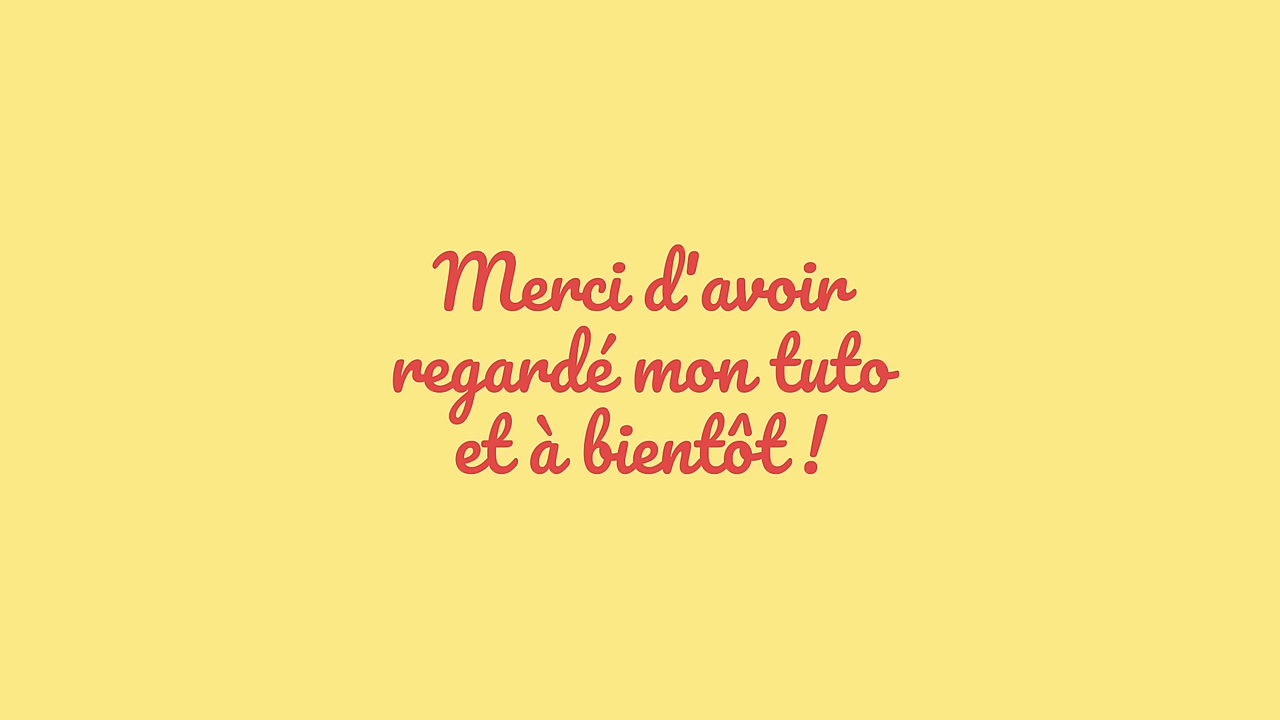 Merci d'avoir
regardé mon tuto
et à bientôt !